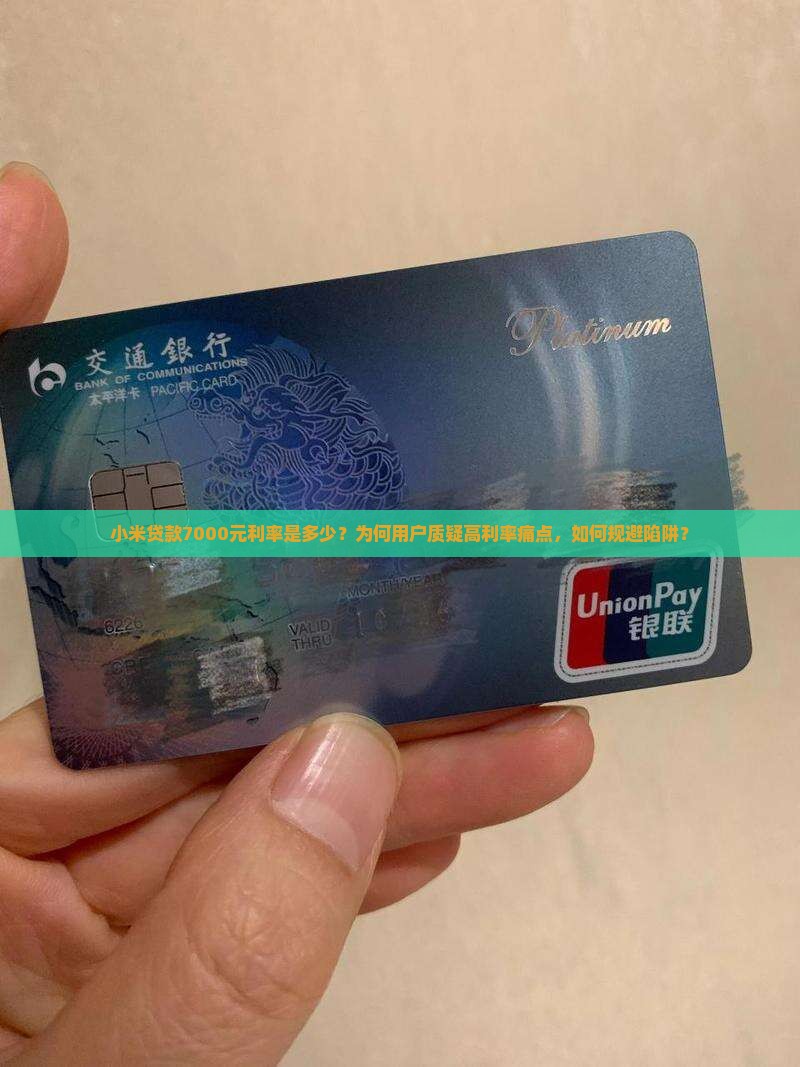 Platinum
交通銀行
BANK OF COMMUNICATIONS
太平洋卡 PACIFIC CARD
小米贷款7000元利率是多少？为何用户质疑高利率痛点，如何规避陷阱？
MONTH/YEAR
6226
VALID
THRU
UnionPay
银联